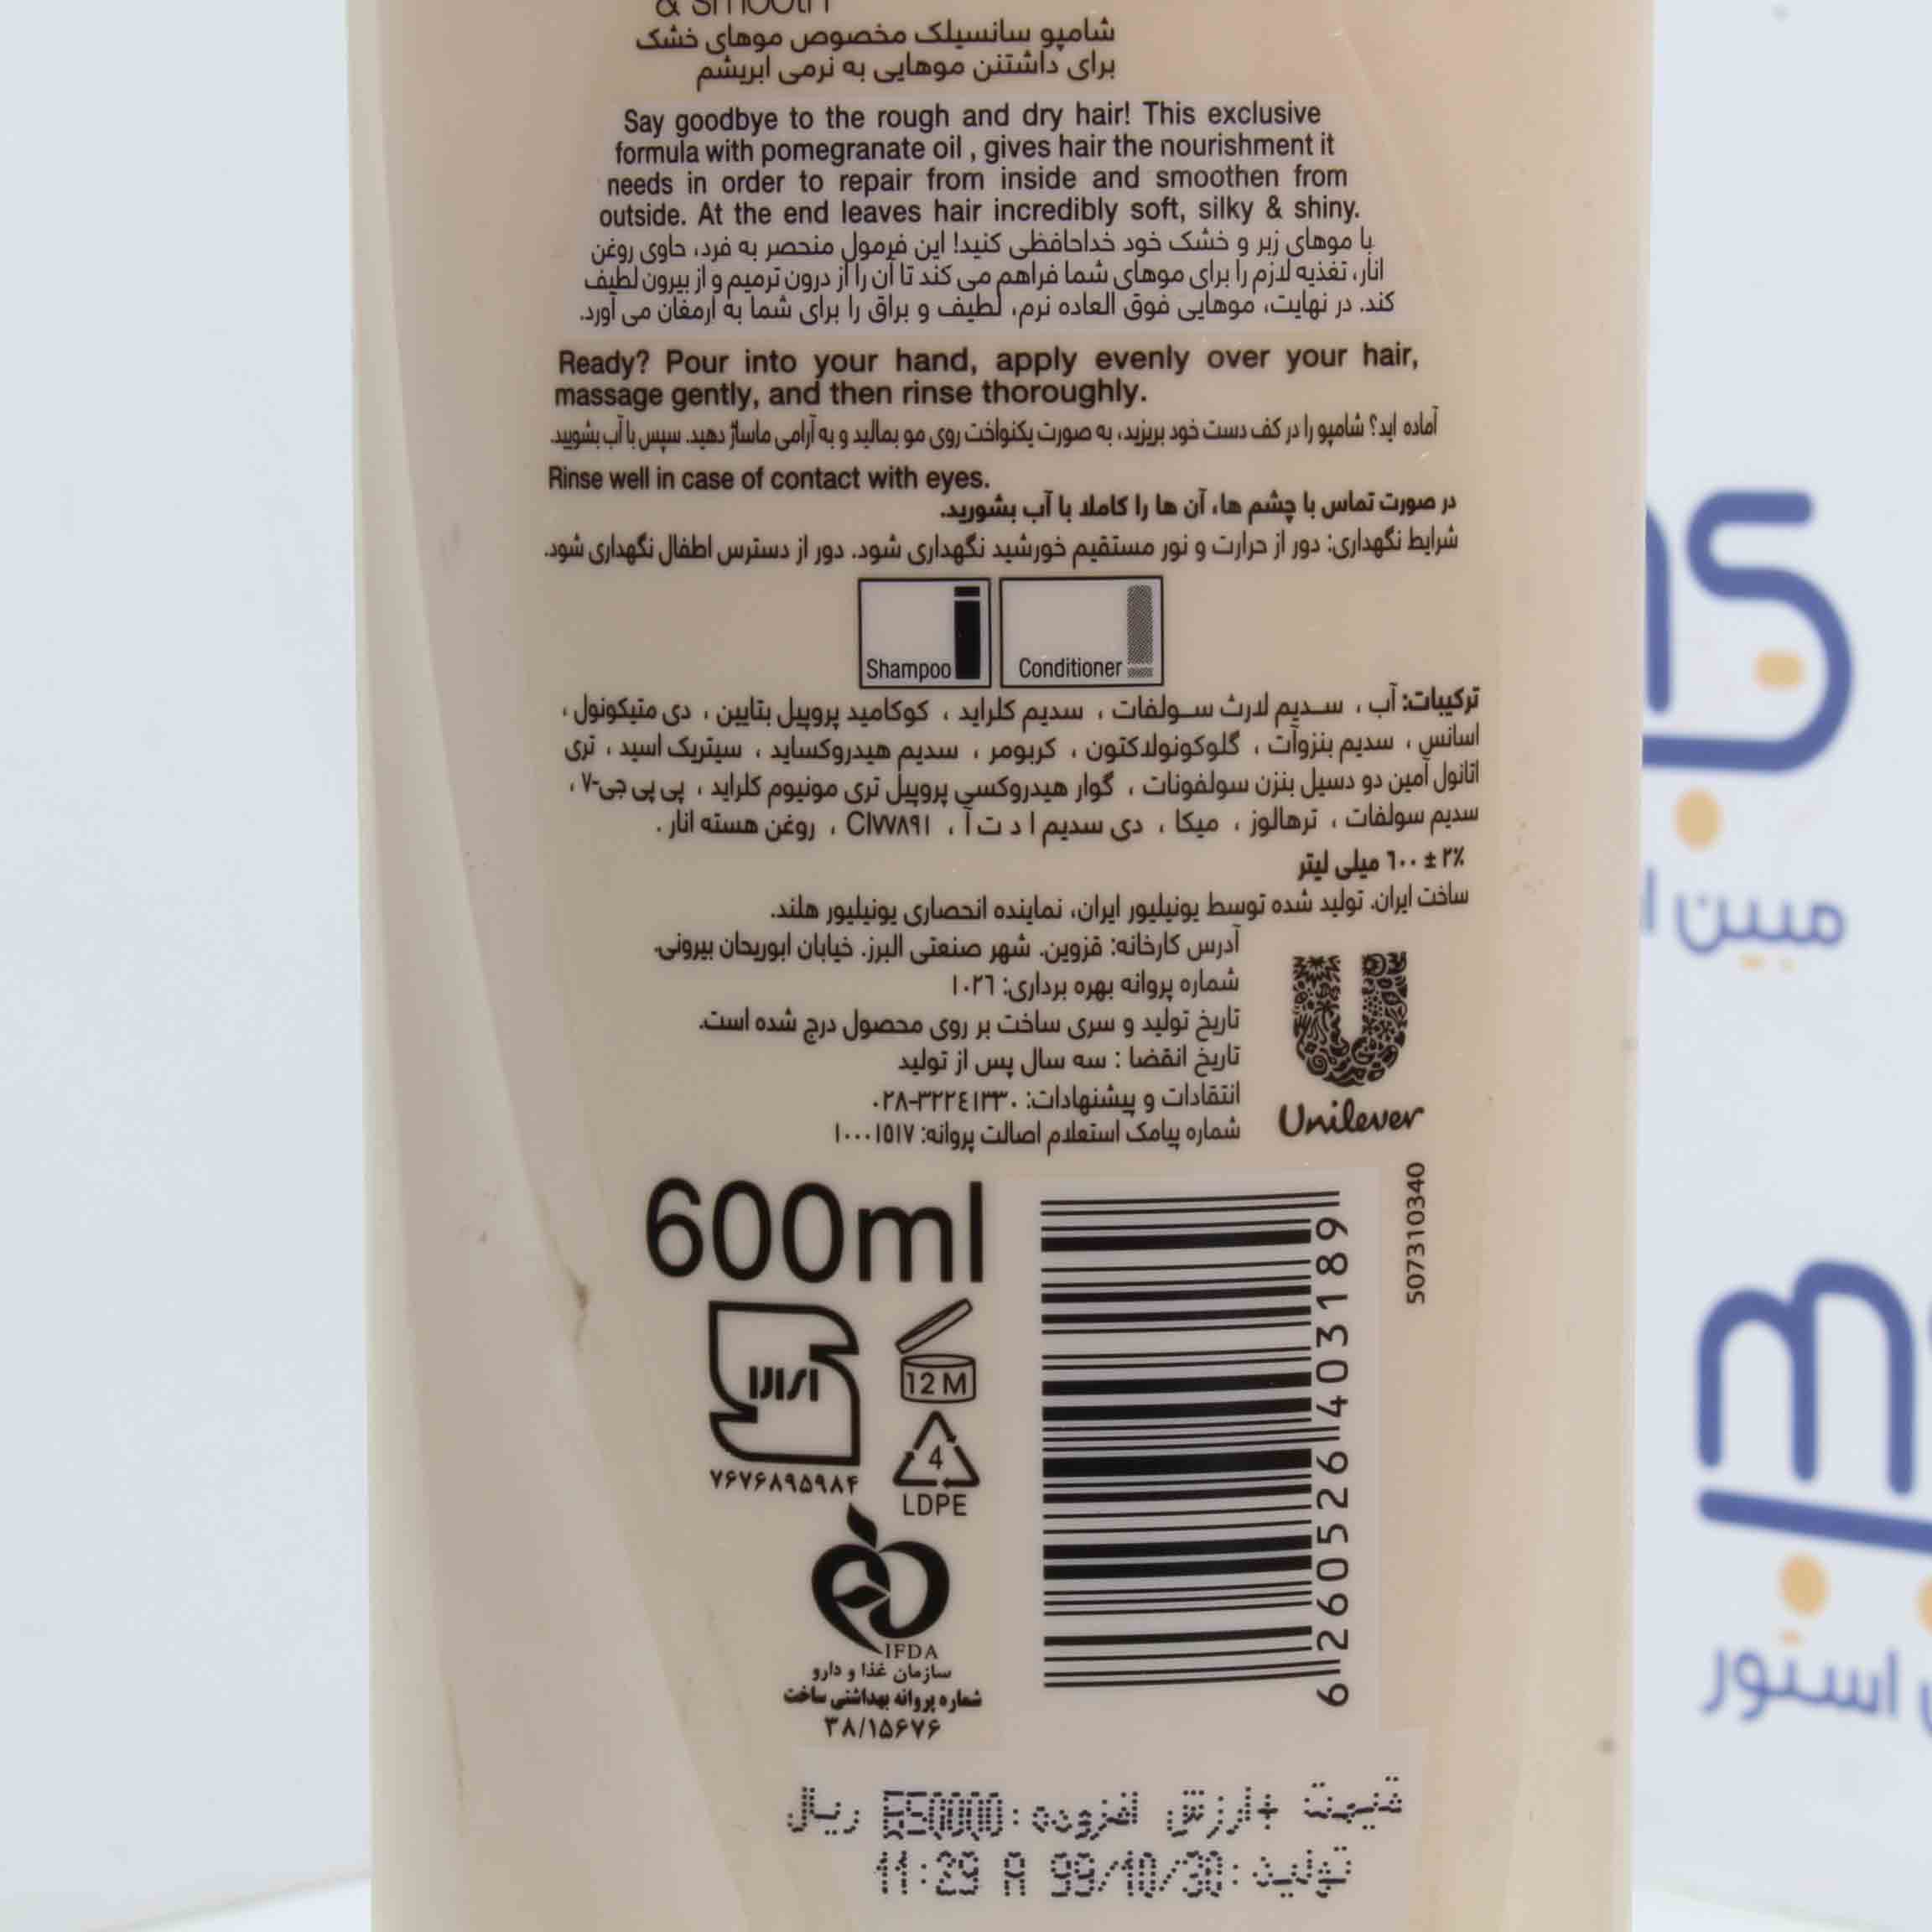 & smooth
شامپو سانسیلک مخصوص موهای خشک
برای داشتنن موهایی به نرمی ابریشم
Say goodbye to the rough and dry hair! This exclusive
formula with pomegranate oil , gives hair the nourishment it
needs in order to repair from inside and smoothen from
outside. At the end leaves hair incredibly soft, silky & shiny.
با موهای زبر و خشک خود خداحافظی کنید! این فرمول منحصر به فرد، حاوی روغن
انار، تغذیه لازم را برای موهای شما فراهم می کند تا آن را از درون ترمیم و از بیرون لطیف
کند. در نهایت، موهایی فوق العاده نرم، لطیف و براق را برای شما به ارمغان می آورد.
Ready? Pour into your hand, apply evenly over your hair,
massage gently, and then rinse thoroughly.
آماده اید؟ شامپو را در کف دست خود بریزید، به صورت یکنواخت روی مو بمالید و به آرامی ماساژ دهید. سپس با آب بشویید.
Rinse well in case of contact with eyes.
در صورت تماس با چشم ها، آن ها را کاملا با آب بشورید.
شرایط نگهداری: دور از حرارت و نور مستقیم خورشید نگهداری شود. دور از دسترس اطفال نگهداری شود.
Shampoo
Conditioner
ترکیبات: آب ، سدیم لارث سولفات ، سدیم کلراید ، کوکامید پروپیل بتایین ، دی متیکونول ،
اسانس ، سدیم بنزوآت ، گلوکونولاکتون ، کربومر ، سدیم هیدروکساید ، سیتریک اسید ، تری
اتانول آمین دو دسیل بنزن سولفونات ، گوار هیدروکسی پروپیل تری مونیوم کلراید ، پی پی جی-۷ ،
سدیم سولفات ، ترهالوز ، میکا ، دی سدیم ا د ت آ ، CI۷۷۸۹۱ ، روغن هسته انار .
۶۰۰ ± ۲٪ میلی لیتر
ساخت ایران. تولید شده توسط یونیلیور ایران، نماینده انحصاری یونیلیور هلند.
آدرس کارخانه: قزوین. شهر صنعتی البرز. خیابان ابوریحان بیرونی.
شماره پروانه بهره برداری: ۱۰۲۶
تاریخ تولید و سری ساخت بر روی محصول درج شده است.
تاریخ انقضا : سه سال پس از تولید
انتقادات و پیشنهادات: ۰۲۸-۳۲۲٤۱۳۳۰
شماره پیامک استعلام اصالت پروانه: ۱۰۰۰۱۵۱۷
Unilever
600ml
507310340
6 260526 403189
12 M
4
LDPE
۷۶۷۶۸۹۵۹۸۴
IFDA
سازمان غذا و دارو
شماره پروانه بهداشتی ساخت
۳۸/۱۵۶۷۶
قیمت +ارزش افزوده: 650000 ریال
تولید: 99/10/30 A 11:29
مبین
استور